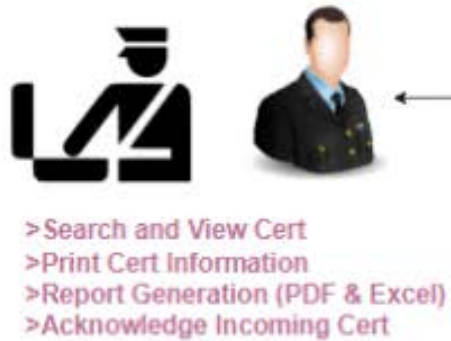 >Search and View Cert
>Print Cert Information
>Report Generation (PDF & Excel)
>Acknowledge Incoming Cert